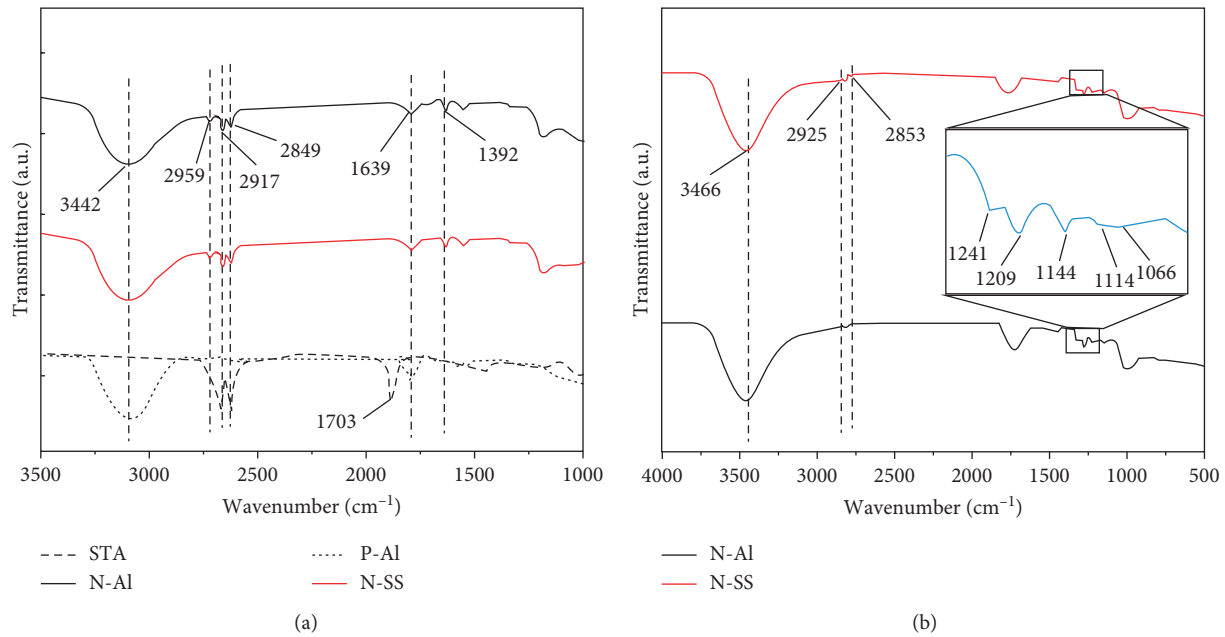 (a)
Transmittance (a.u.)
3442
2959
2917
2849
1639
1392
1703
3500
3000
2500
2000
1500
1000
Wavenumber (cm⁻¹)
STA
P-Al
N-Al
N-SS
(b)
Transmittance (a.u.)
3466
2925
2853
1241
1209
1144
1114
1066
4000
3500
3000
2500
2000
1500
1000
500
Wavenumber (cm⁻¹)
N-Al
N-SS